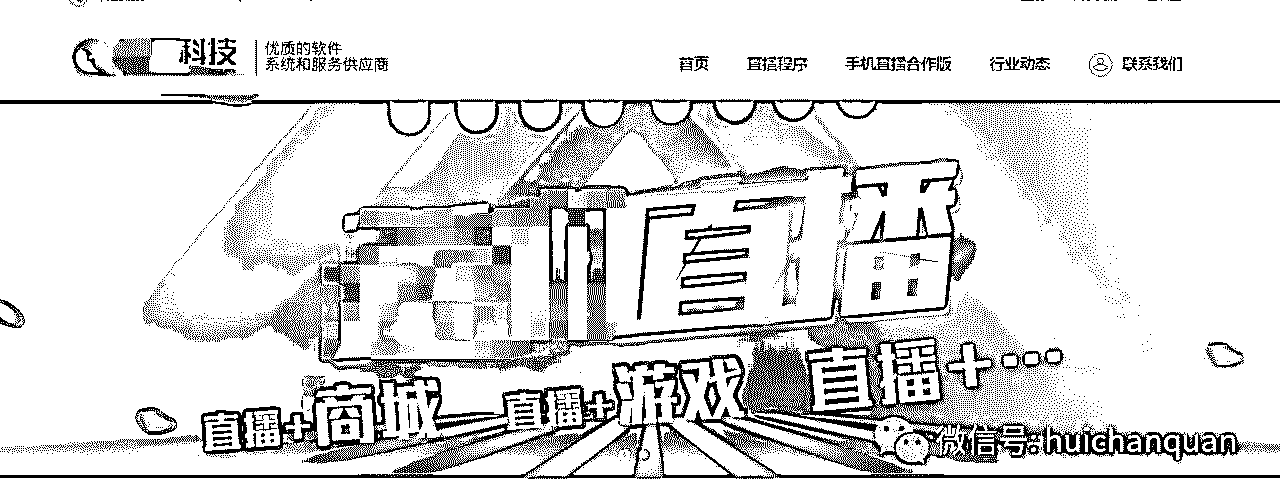 科技
优质的软件
系统和服务供应商
首页
直播程序
手机直播合作版
行业动态
联系我们
直播
直播+商城
直播+游戏
直播+…
微信号: huichanquan